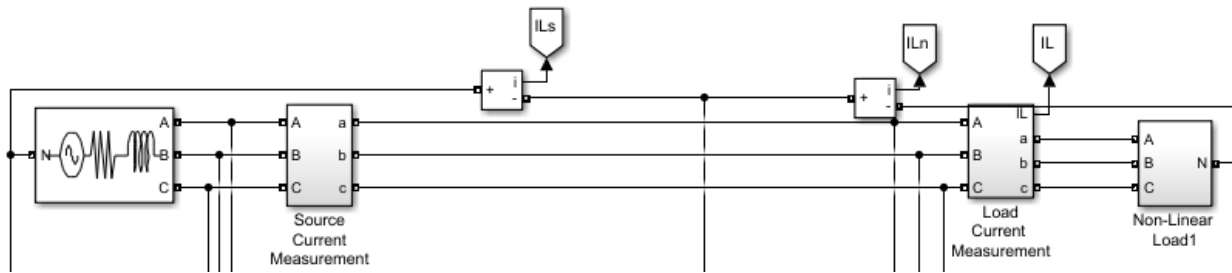 ILs
ILn
IL
+
i
-
+
i
-
N
A
B
C
A
B
C
a
b
c
A
B
C
IL
a
b
c
A
B
C
N
Source
Current
Measurement
Load
Current
Measurement
Non-Linear
Load1